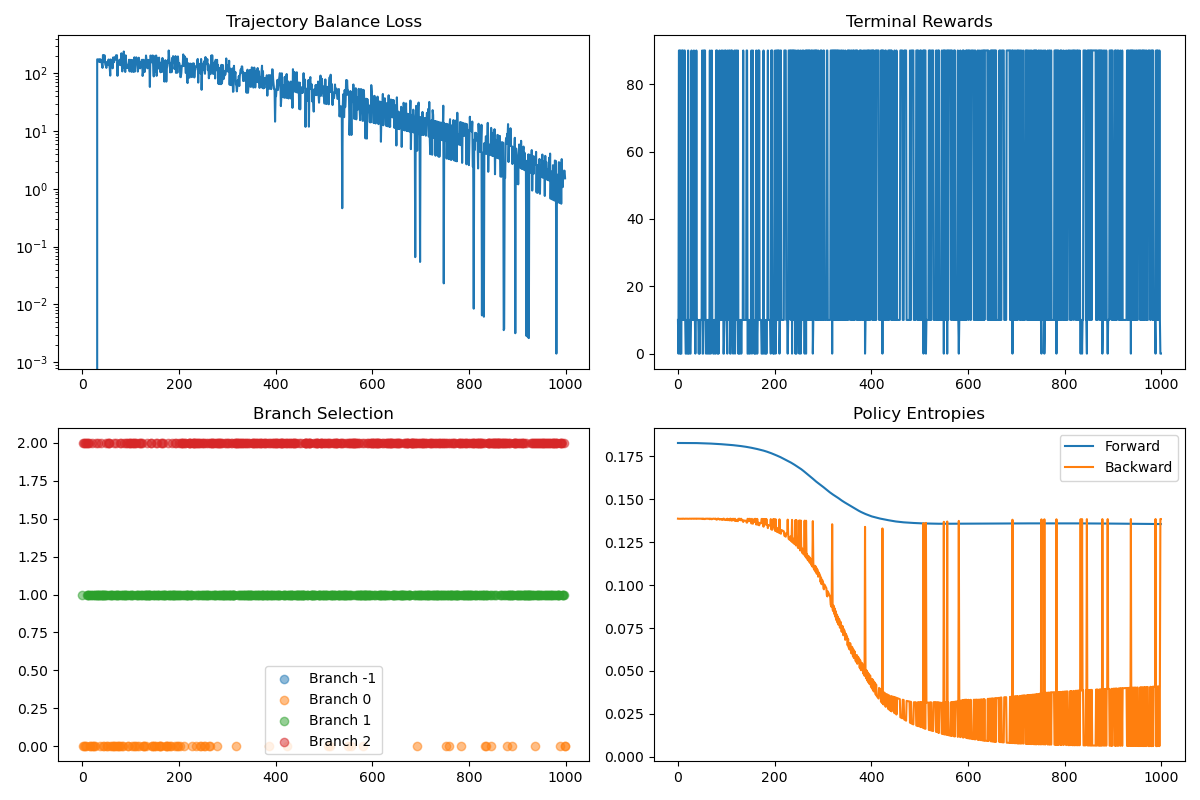 Trajectory Balance Loss
10²
10¹
10⁰
10⁻¹
10⁻²
10⁻³
0 200 400 600 800 1000
Terminal Rewards
80
60
40
20
0
0 200 400 600 800 1000
Branch Selection
2.00
1.75
1.50
1.25
1.00
0.75
0.50
0.25
0.00
Branch -1
Branch 0
Branch 1
Branch 2
0 200 400 600 800 1000
Policy Entropies
0.175
0.150
0.125
0.100
0.075
0.050
0.025
0.000
Forward
Backward
0 200 400 600 800 1000